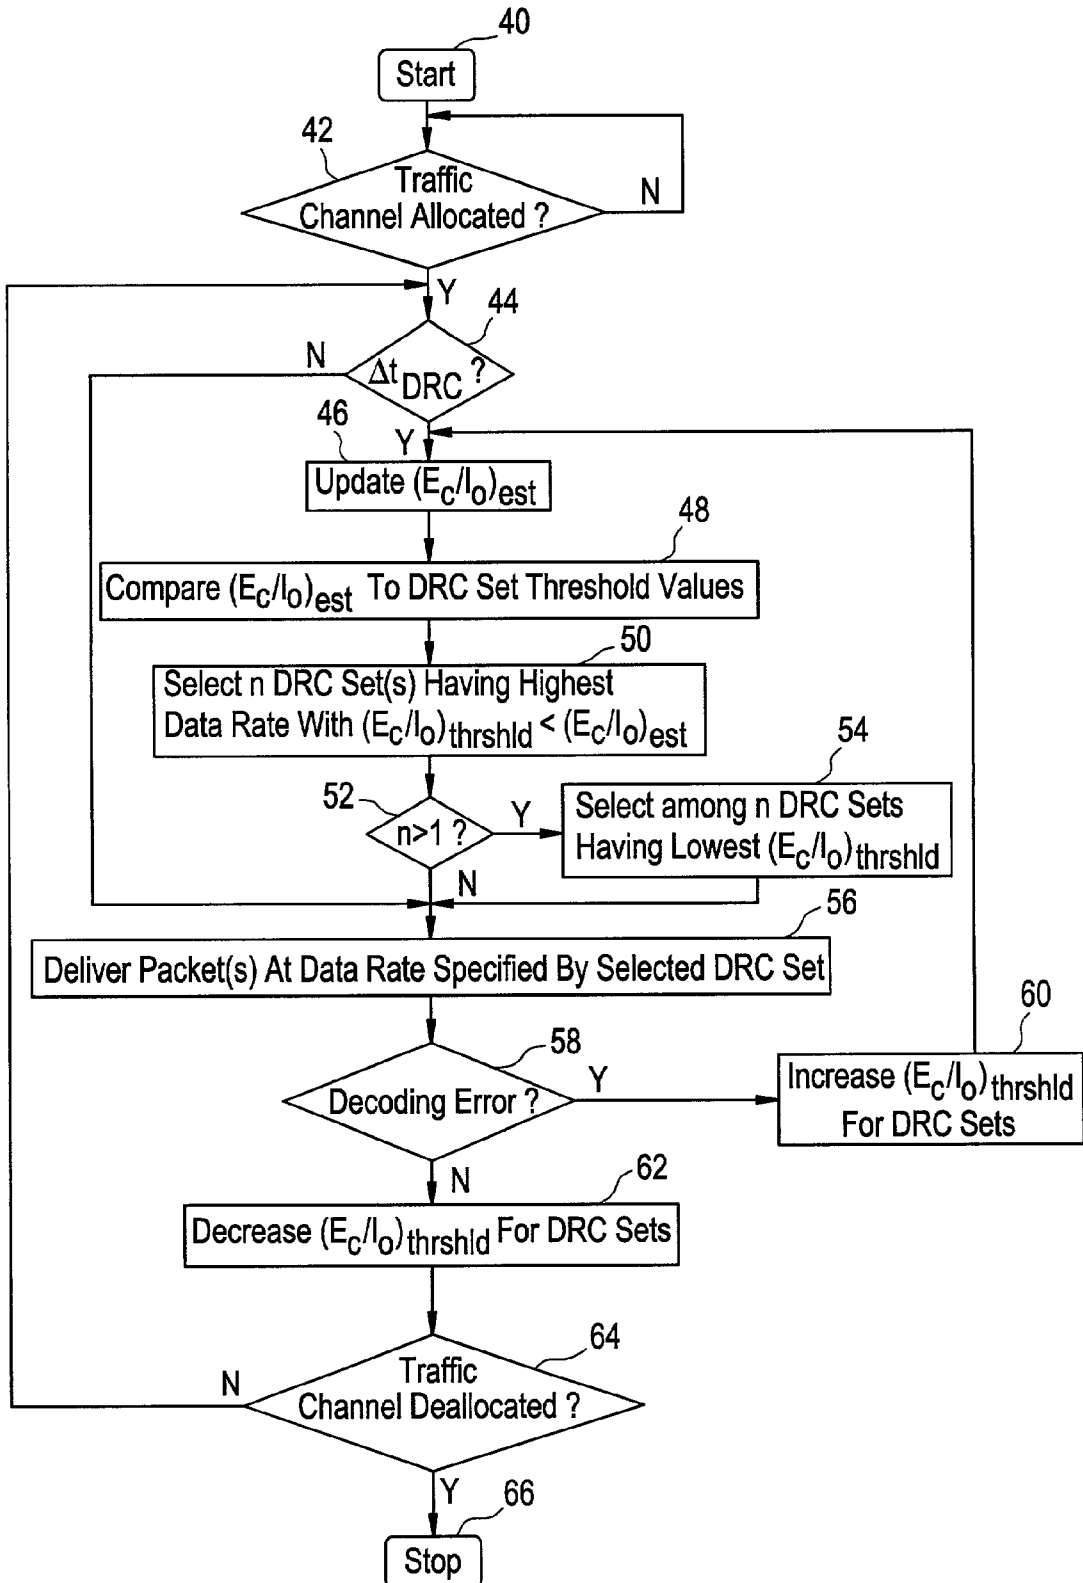 40
Start
42
Traffic
Channel Allocated ?
N
Y
44
N
Δt DRC ?
46
Y
Update (Ec/Io)est
48
Compare (Ec/Io)est To DRC Set Threshold Values
50
Select n DRC Set(s) Having Highest
Data Rate With (Ec/Io)thrshld < (Ec/Io)est
54
52
n>1 ?
Y
Select among n DRC Sets
Having Lowest (Ec/Io)thrshld
N
56
Deliver Packet(s) At Data Rate Specified By Selected DRC Set
58
Decoding Error ?
Y
60
Increase (Ec/Io)thrshld
For DRC Sets
N
62
Decrease (Ec/Io)thrshld For DRC Sets
64
Traffic
Channel Deallocated ?
N
Y
66
Stop